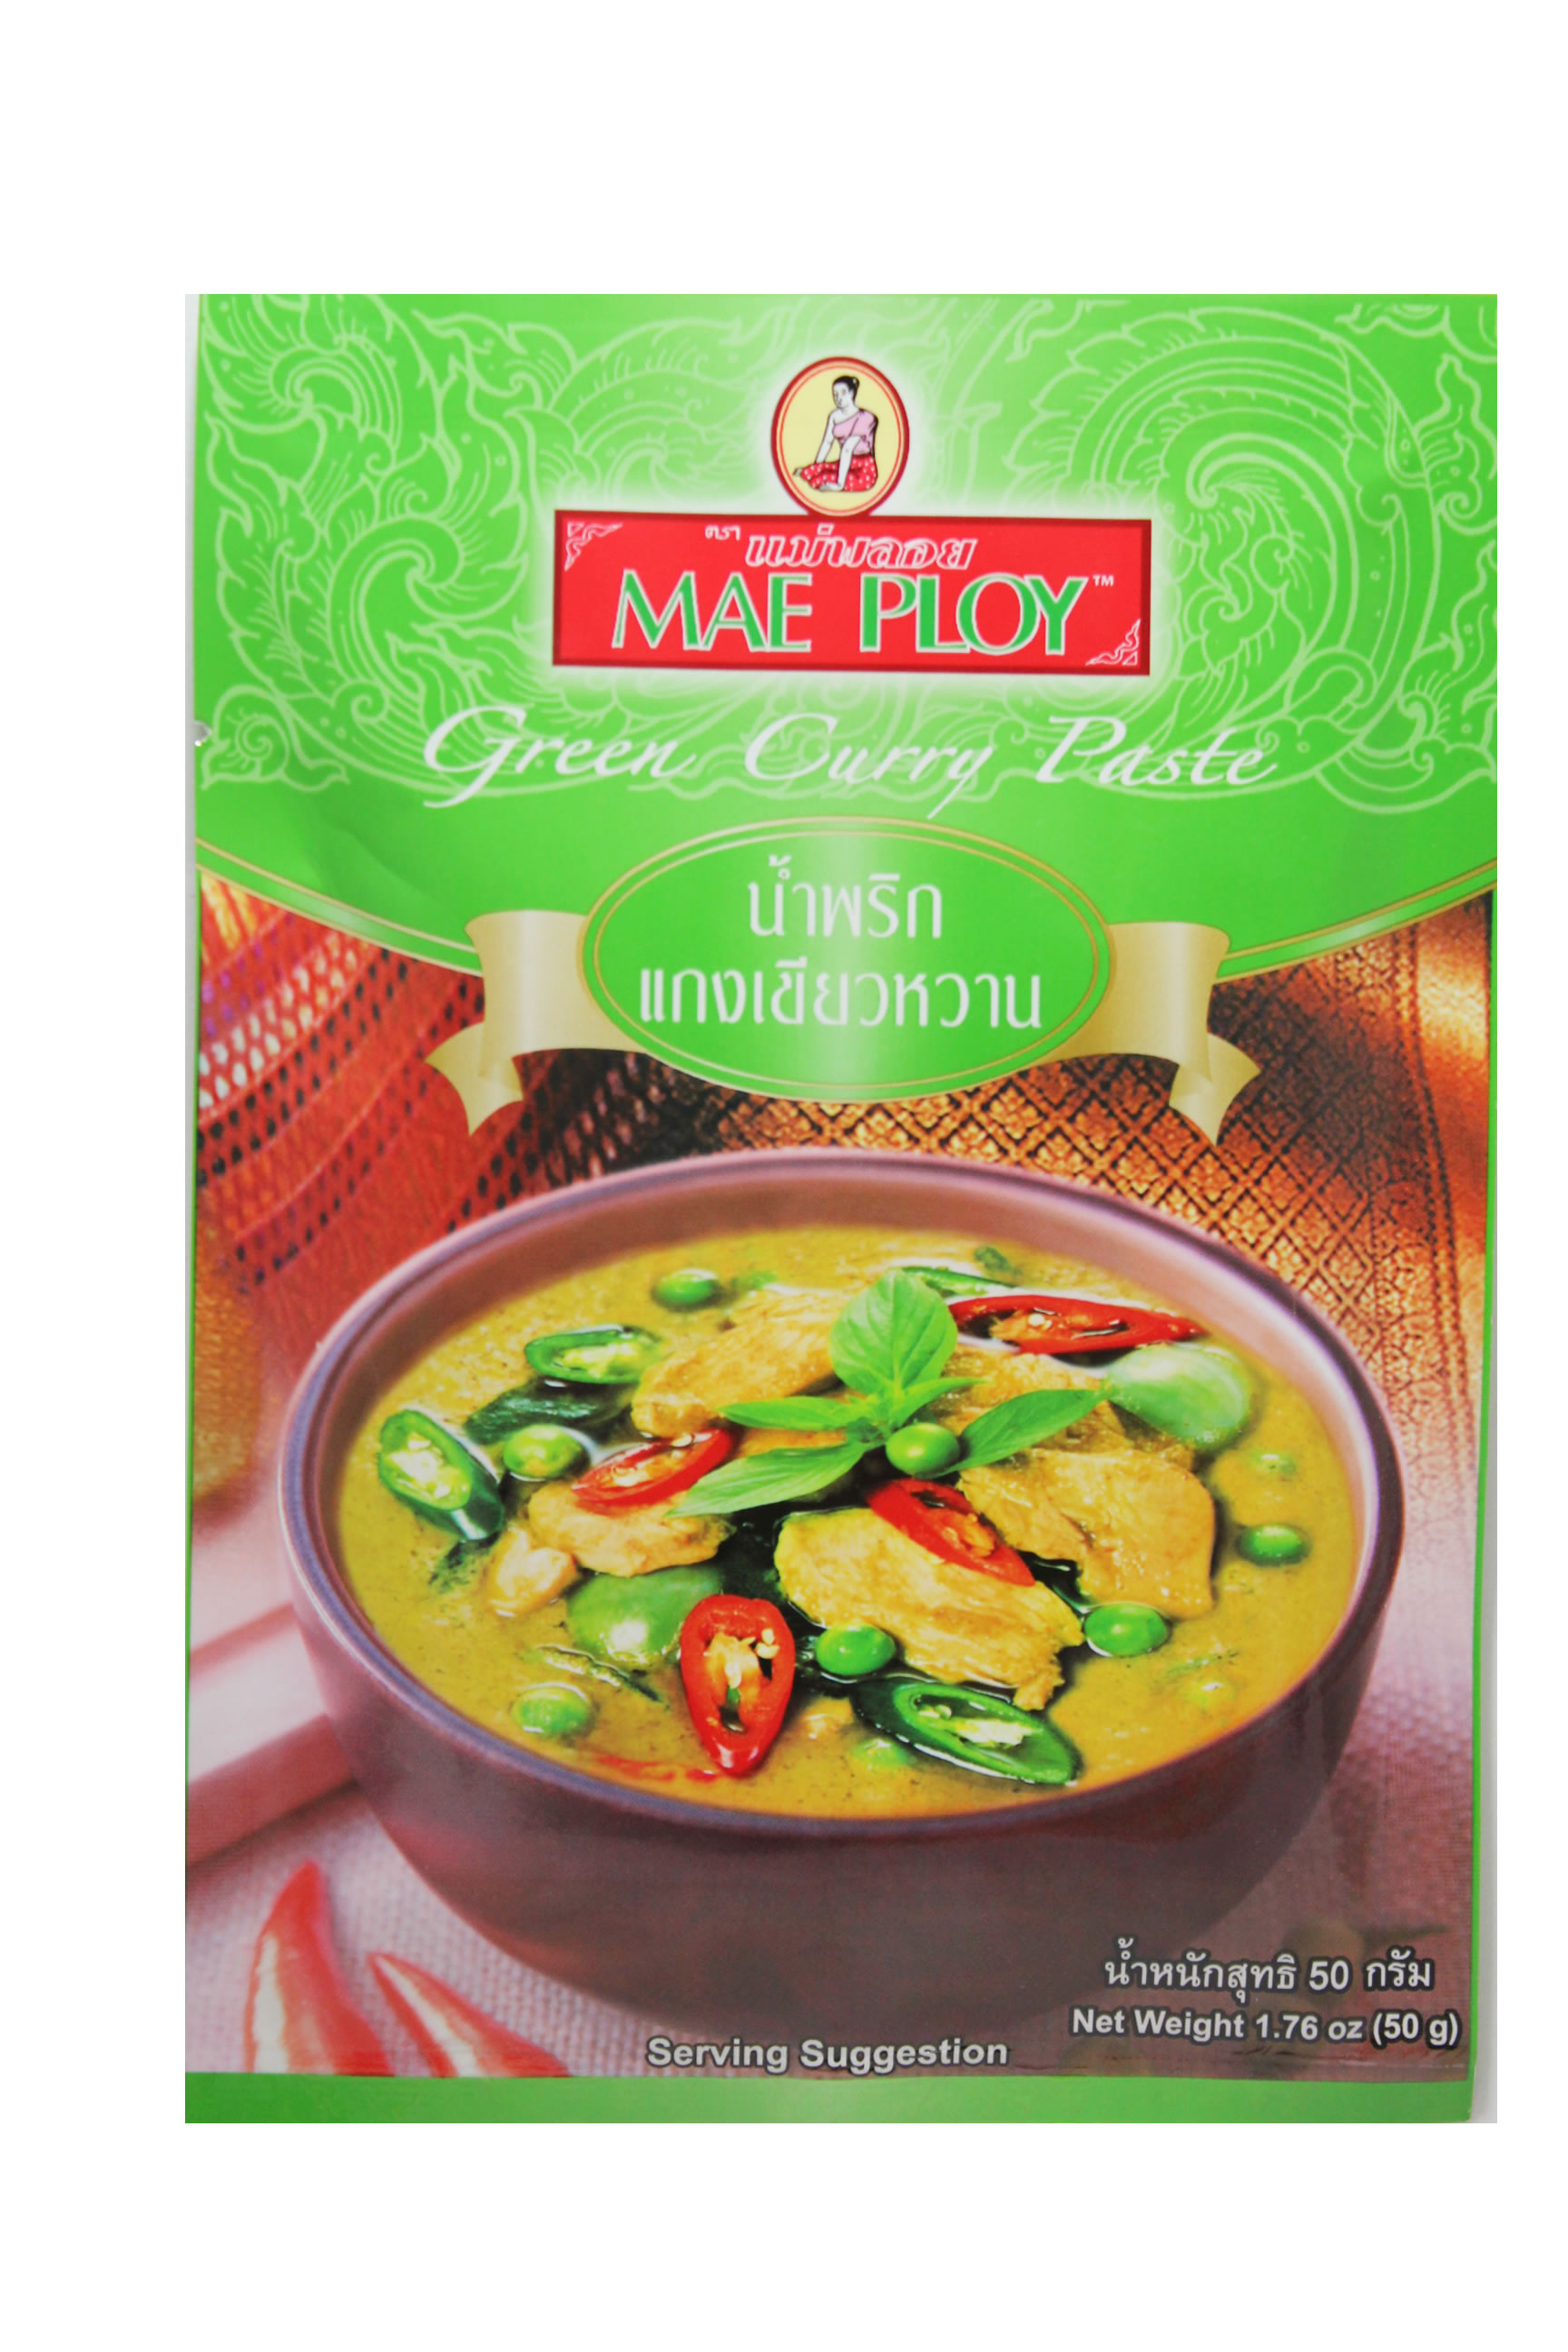 ตรา แม่พลอย
MAE PLOY™
Green Curry Paste
น้ำพริก
แกงเขียวหวาน
น้ำหนักสุทธิ 50 กรัม
Net Weight 1.76 oz (50 g)
Serving Suggestion